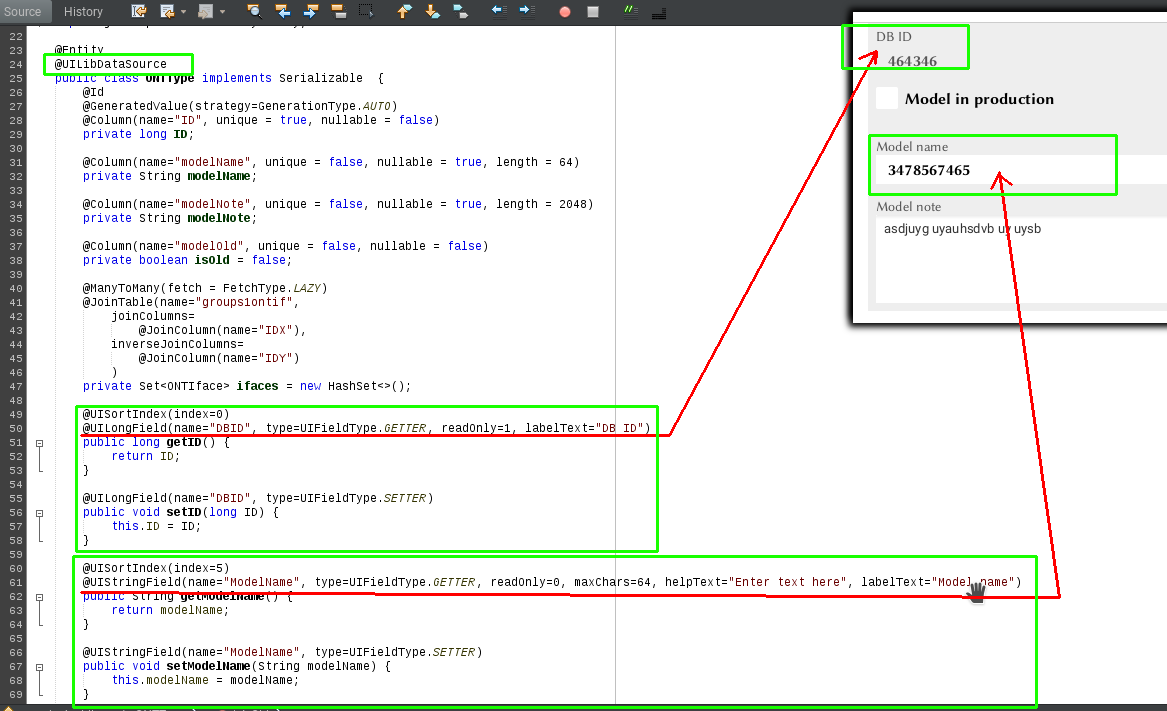 Source History
22
23 @Entity
24 @UILibDataSource
25 public class ONTType implements Serializable {
26 @Id
27 @GeneratedValue(strategy=GenerationType.AUTO)
28 @Column(name="ID", unique = true, nullable = false)
29 private long ID;
30
31 @Column(name="modelName", unique = false, nullable = true, length = 64)
32 private String modelName;
33
34 @Column(name="modelNote", unique = false, nullable = true, length = 2048)
35 private String modelNote;
36
37 @Column(name="modelOld", unique = false, nullable = false)
38 private boolean isOld = false;
39
40 @ManyToMany(fetch = FetchType.LAZY)
41 @JoinTable(name="groups1ontif",
42 joinColumns=
43 @JoinColumn(name="IDX"),
44 inverseJoinColumns=
45 @JoinColumn(name="IDY")
46 )
47 private Set<ONTIface> ifaces = new HashSet<>();
48
49 @UISortIndex(index=0)
50 @UILongField(name="DBID", type=UIFieldType.GETTER, readOnly=1, labelText="DB ID")
51 public long getID() {
52 return ID;
53 }
54
55 @UILongField(name="DBID", type=UIFieldType.SETTER)
56 public void setID(long ID) {
57 this.ID = ID;
58 }
59
60 @UISortIndex(index=5)
61 @UIStringField(name="ModelName", type=UIFieldType.GETTER, readOnly=0, maxChars=64, helpText="Enter text here", labelText="Model name")
62 public String getModelName() {
63 return modelName;
64 }
65
66 @UIStringField(name="ModelName", type=UIFieldType.SETTER)
67 public void setModelName(String modelName) {
68 this.modelName = modelName;
69 }
DB ID
464346
Model in production
Model name
3478567465
Model note
asdjuyg uyauhsdvb uy uysb